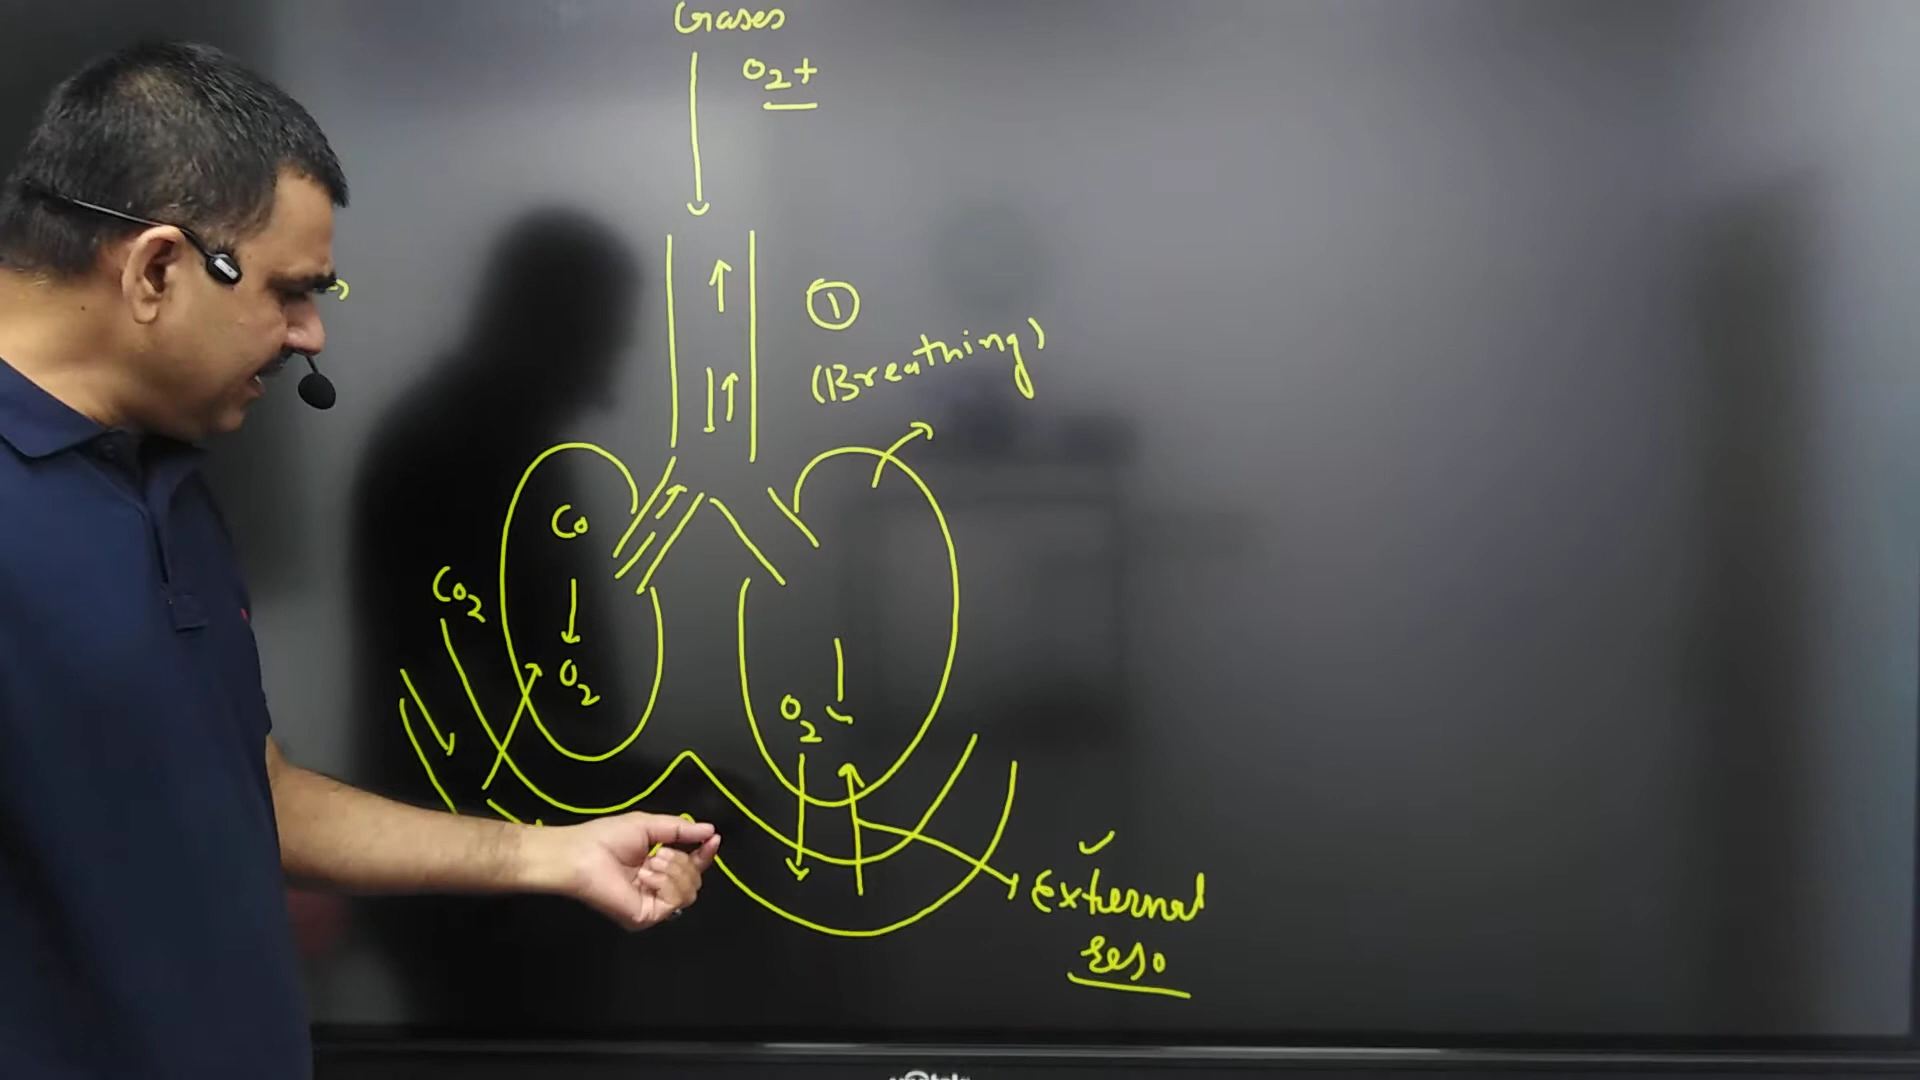 Gases
O2+
①
(Breathing)
Co
Co2
O2
O2
External